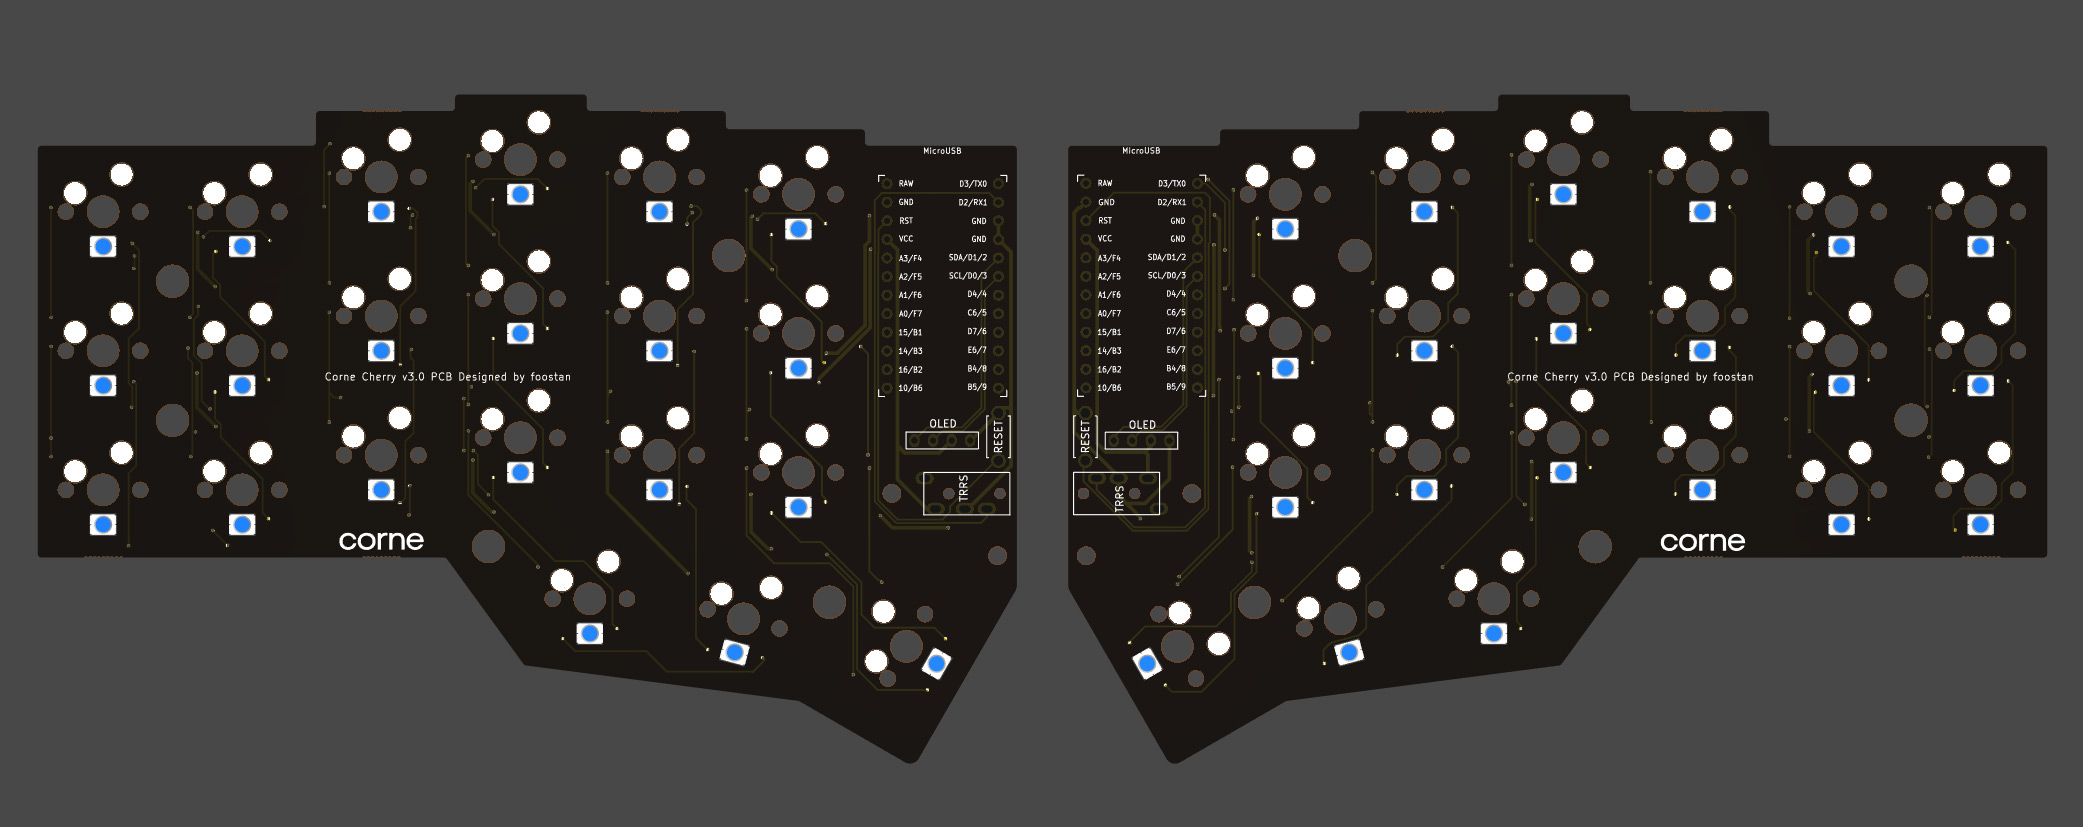 MicroUSB
RAW D3/TX0
GND D2/RX1
RST GND
VCC GND
A3/F4 SDA/D1/2
A2/F5 SCL/D0/3
A1/F6 D4/4
A0/F7 C6/5
15/B1 D7/6
14/B3 E6/7
16/B2 B4/8
10/B6 B5/9
Corne Cherry v3.0 PCB Designed by foostan
OLED
RESET
TRRS
corne
MicroUSB
RAW D3/TX0
GND D2/RX1
RST GND
VCC GND
A3/F4 SDA/D1/2
A2/F5 SCL/D0/3
A1/F6 D4/4
A0/F7 C6/5
15/B1 D7/6
14/B3 E6/7
16/B2 B4/8
10/B6 B5/9
Corne Cherry v3.0 PCB Designed by foostan
RESET
OLED
TRRS
corne